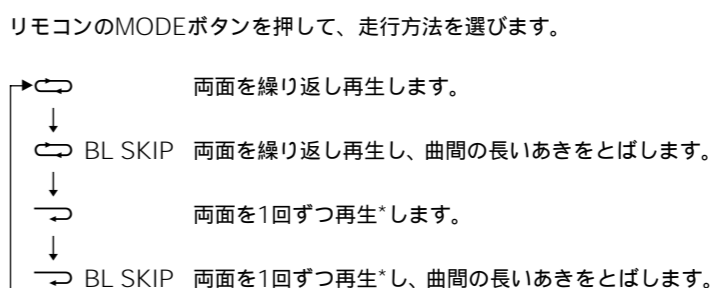 リモコンのMODEボタンを押して、走行方法を選びます。
両面を繰り返し再生します。
BL SKIP 両面を繰り返し再生し、曲間の長いあきをとばします。
両面を1回ずつ再生*します。
BL SKIP 両面を1回ずつ再生*し、曲間の長いあきをとばします。